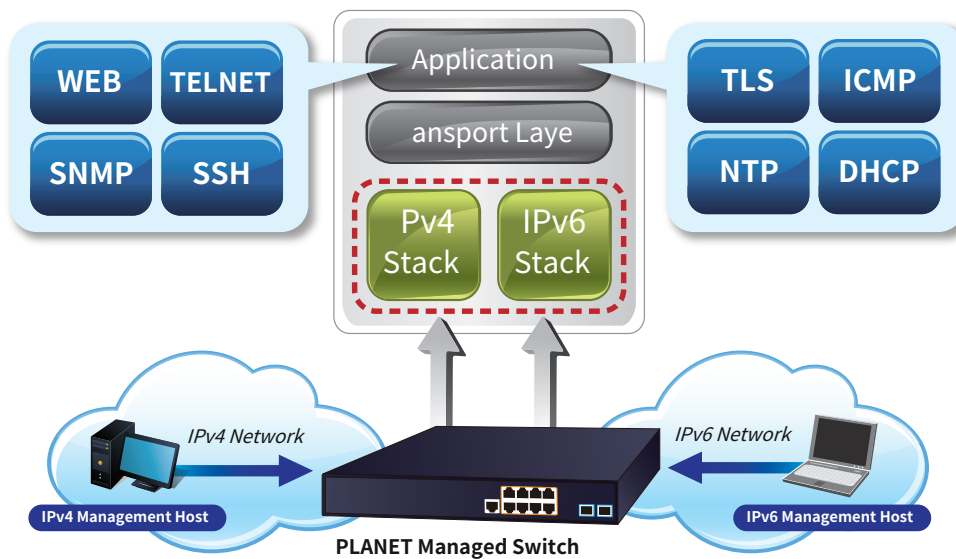 WEB
TELNET
SNMP
SSH
Application
ansport Laye
Pv4
Stack
IPv6
Stack
TLS
ICMP
NTP
DHCP
IPv4 Network
IPv6 Network
IPv4 Management Host
IPv6 Management Host
PLANET Managed Switch